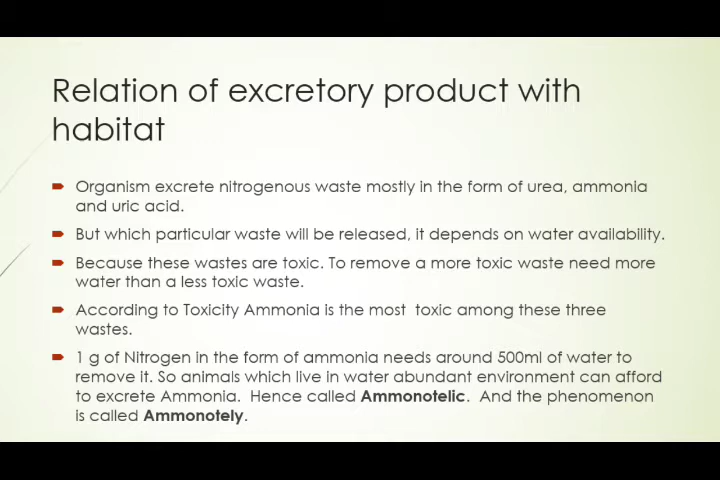 Relation of excretory product with
habitat
Organism excrete nitrogenous waste mostly in the form of urea, ammonia
and uric acid.
But which particular waste will be released, it depends on water availability.
Because these wastes are toxic. To remove a more toxic waste need more
water than a less toxic waste.
According to Toxicity Ammonia is the most toxic among these three
wastes.
1 g of Nitrogen in the form of ammonia needs around 500ml of water to
remove it. So animals which live in water abundant environment can afford
to excrete Ammonia. Hence called Ammonotelic. And the phenomenon
is called Ammonotely.